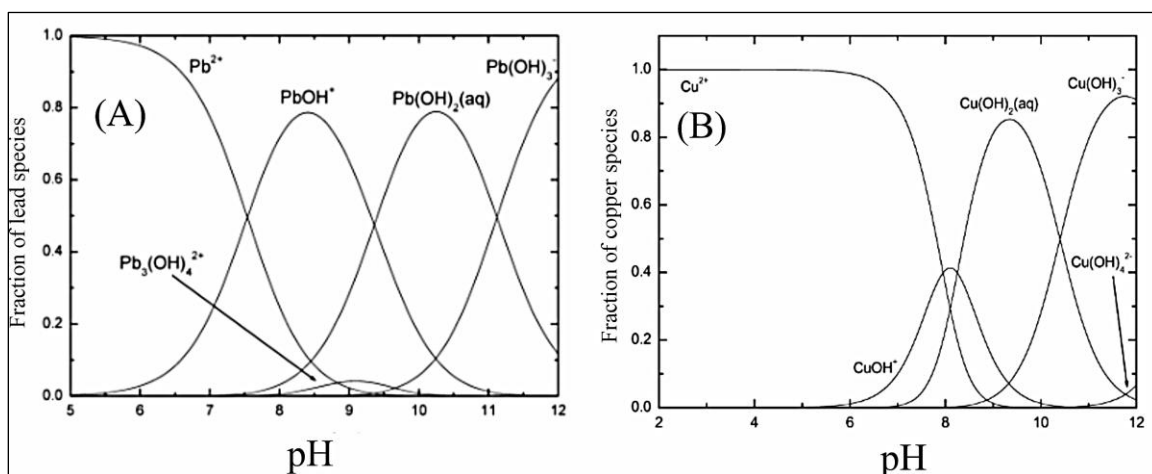 (A)
Fraction of lead species
1.0
0.8
0.6
0.4
0.2
0.0
Pb²⁺
PbOH⁺
Pb(OH)₂(aq)
Pb(OH)₃⁻
Pb₃(OH)₄²⁺
5 6 7 8 9 10 11 12
pH
(B)
Fraction of copper species
1.0
0.8
0.6
0.4
0.2
0.0
Cu²⁺
CuOH⁺
Cu(OH)₂(aq)
Cu(OH)₃⁻
Cu(OH)₄²⁻
2 4 6 8 10 12
pH